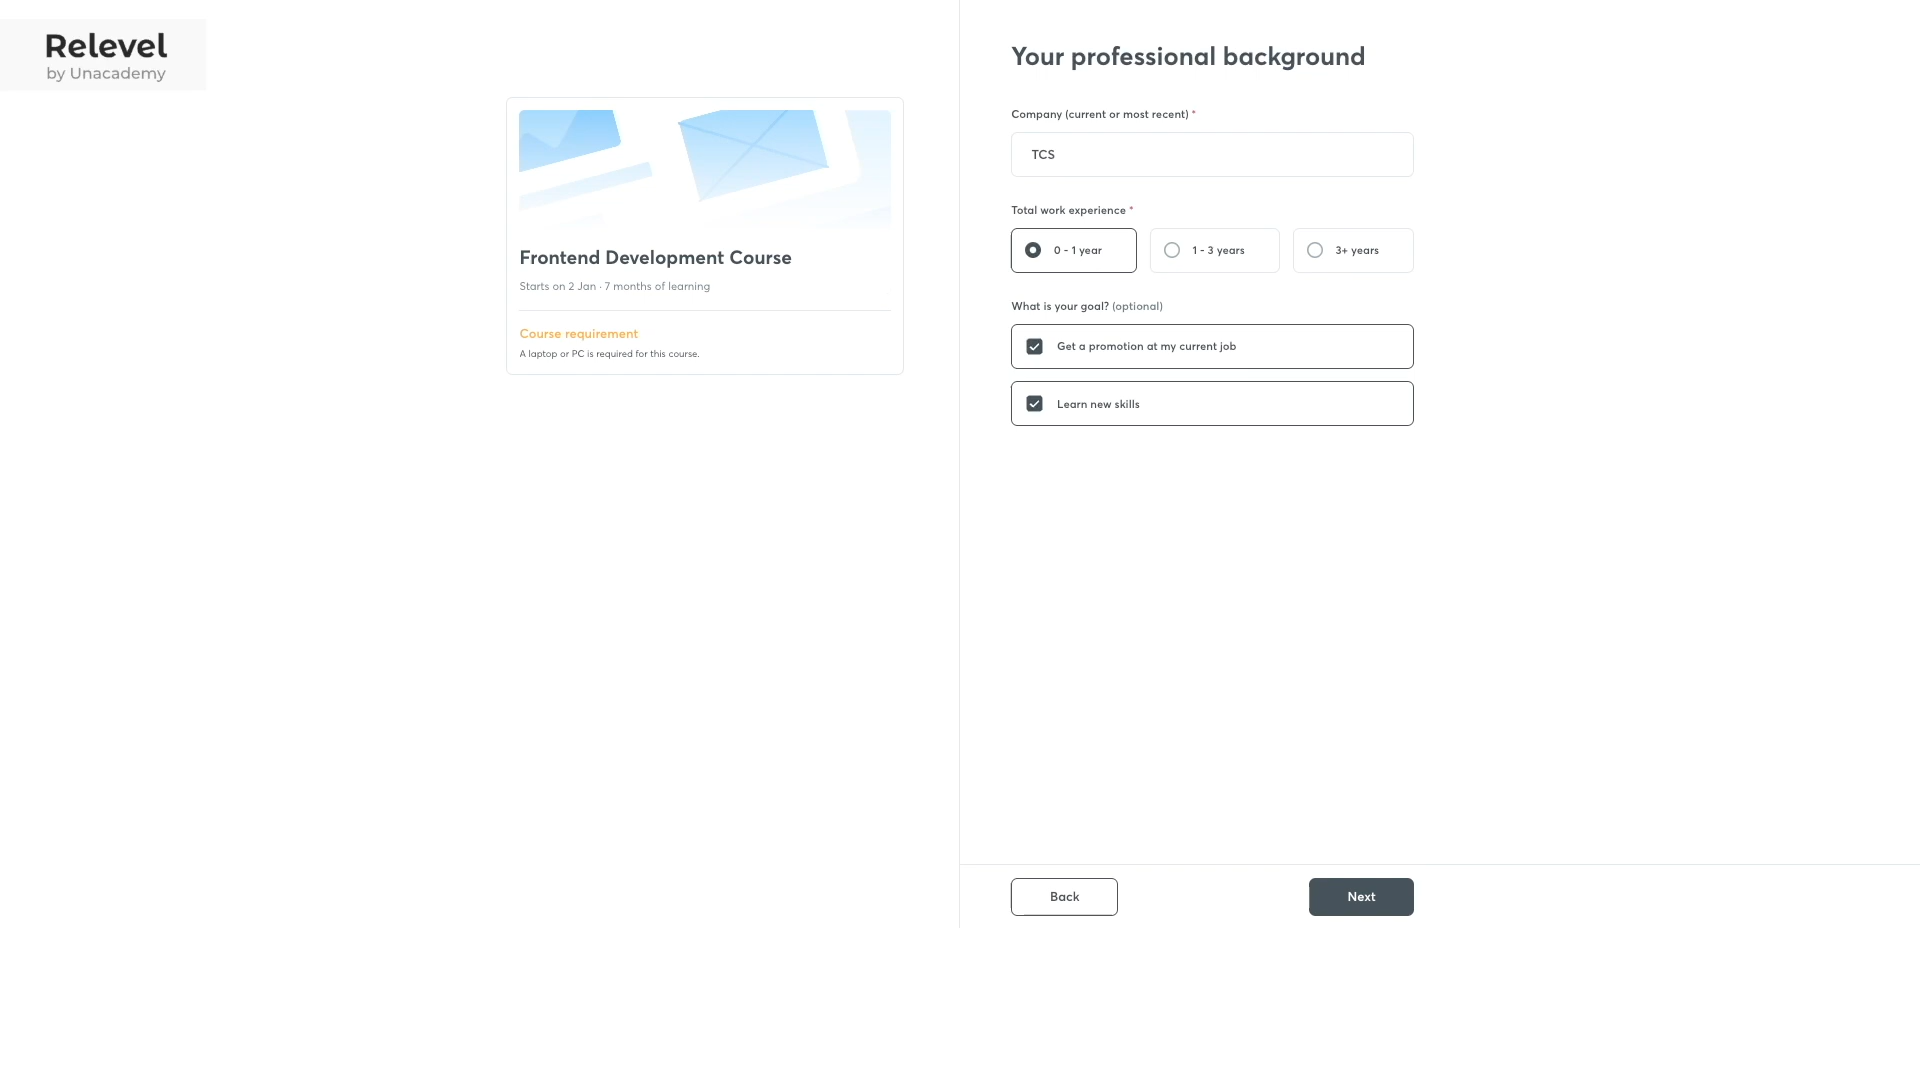 Relevel
by Unacademy
Frontend Development Course
Starts on 2 Jan · 7 months of learning
Course requirement
A laptop or PC is required for this course.
Your professional background
Company (current or most recent) *
TCS
Total work experience *
0 - 1 year
1 - 3 years
3+ years
What is your goal? (optional)
Get a promotion at my current job
Learn new skills
Back
Next